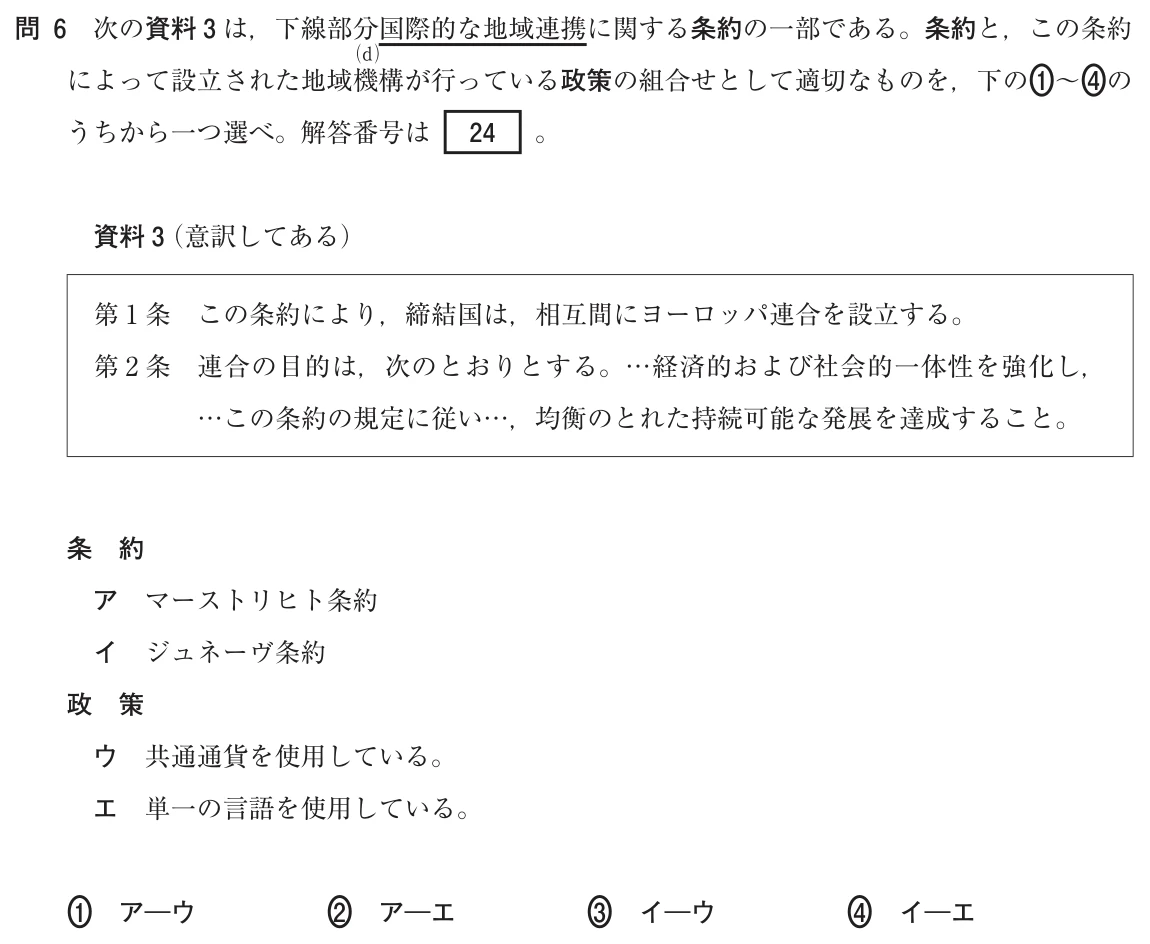 問 6 次の資料 3 は，下線部分国際的な地域連携に関する条約の一部である。条約と，この条約
(d)
によって設立された地域機構が行っている政策の組合せとして適切なものを，下の①～④の
うちから一つ選べ。解答番号は 24 。
資料 3（意訳してある）
第 1 条 この条約により，締結国は，相互間にヨーロッパ連合を設立する。
第 2 条 連合の目的は，次のとおりとする。…経済的および社会的一体性を強化し，
…この条約の規定に従い…，均衡のとれた持続可能な発展を達成すること。
条 約
ア マーストリヒト条約
イ ジュネーヴ条約
政 策
ウ 共通通貨を使用している。
エ 単一の言語を使用している。
① ア―ウ ② ア―エ ③ イ―ウ ④ イ―エ